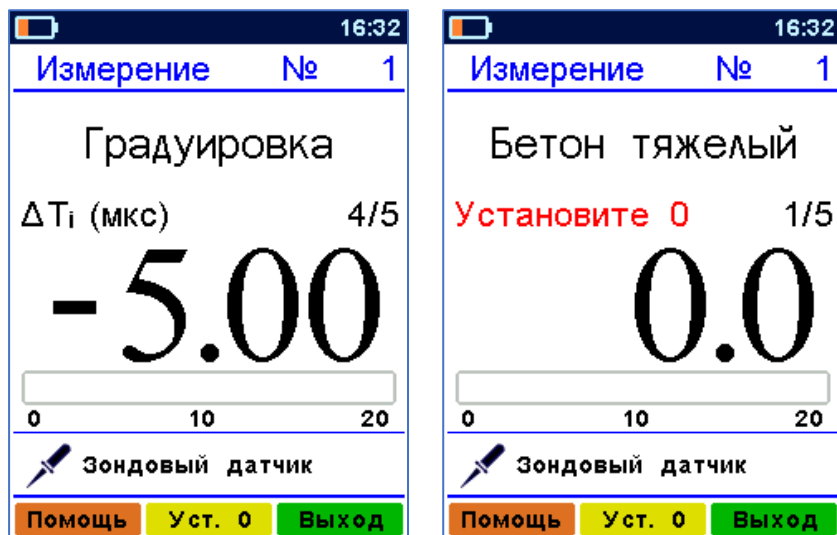 16:32
Измерение № 1
Градуировка
ΔTi (мкс) 4/5
-5.00
0 10 20
Зондовый датчик
Помощь Уст. 0 Выход
16:32
Измерение № 1
Бетон тяжелый
Установите 0 1/5
0.0
0 10 20
Зондовый датчик
Помощь Уст. 0 Выход